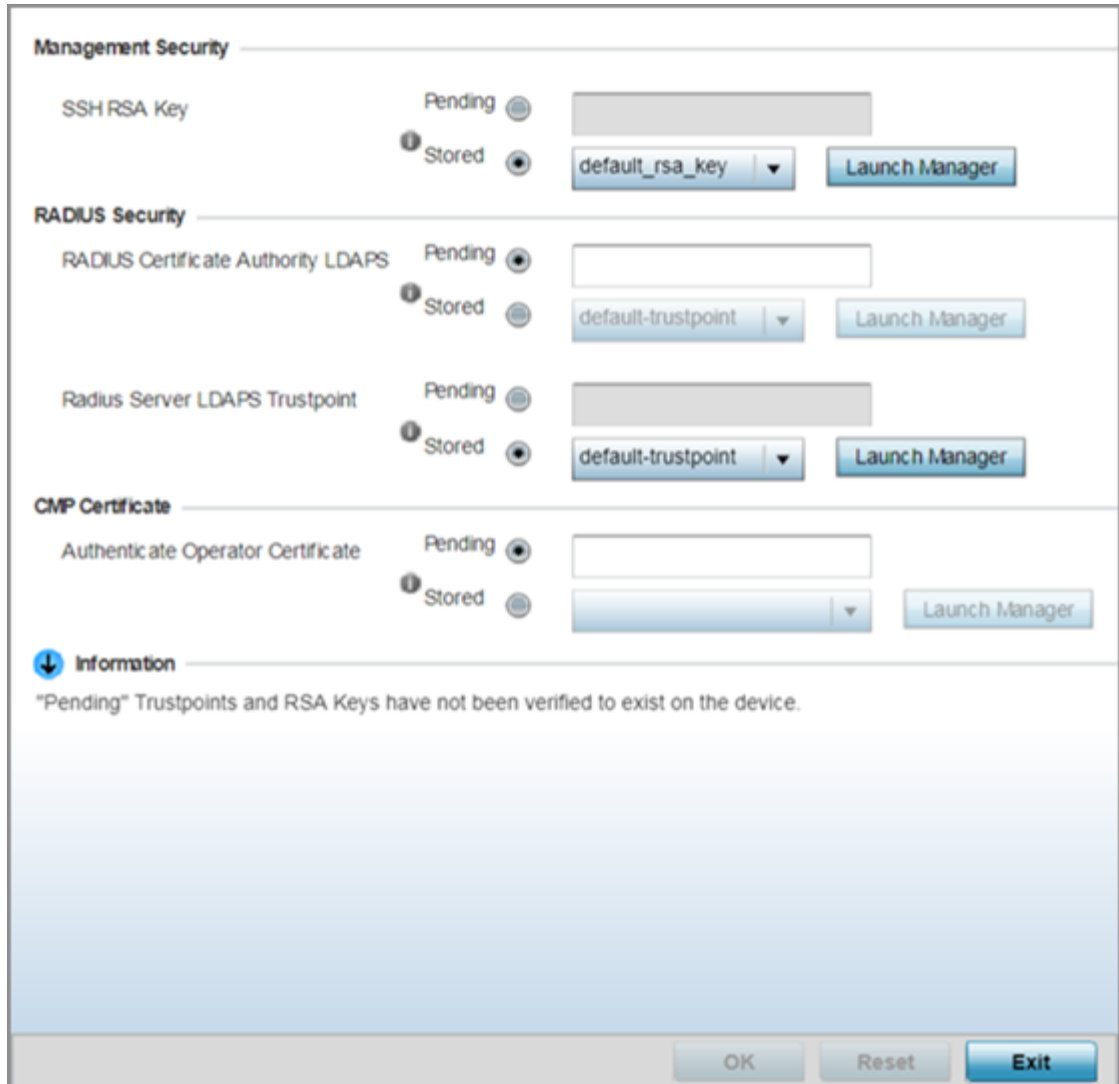 Management Security
SSH RSA Key
Pending
Stored
default_rsa_key
Launch Manager
RADIUS Security
RADIUS Certificate Authority LDAPS
Pending
Stored
default-trustpoint
Launch Manager
Radius Server LDAPS Trustpoint
Pending
Stored
default-trustpoint
Launch Manager
CMP Certificate
Authenticate Operator Certificate
Pending
Stored
Launch Manager
Information
"Pending" Trustpoints and RSA Keys have not been verified to exist on the device.
OK
Reset
Exit